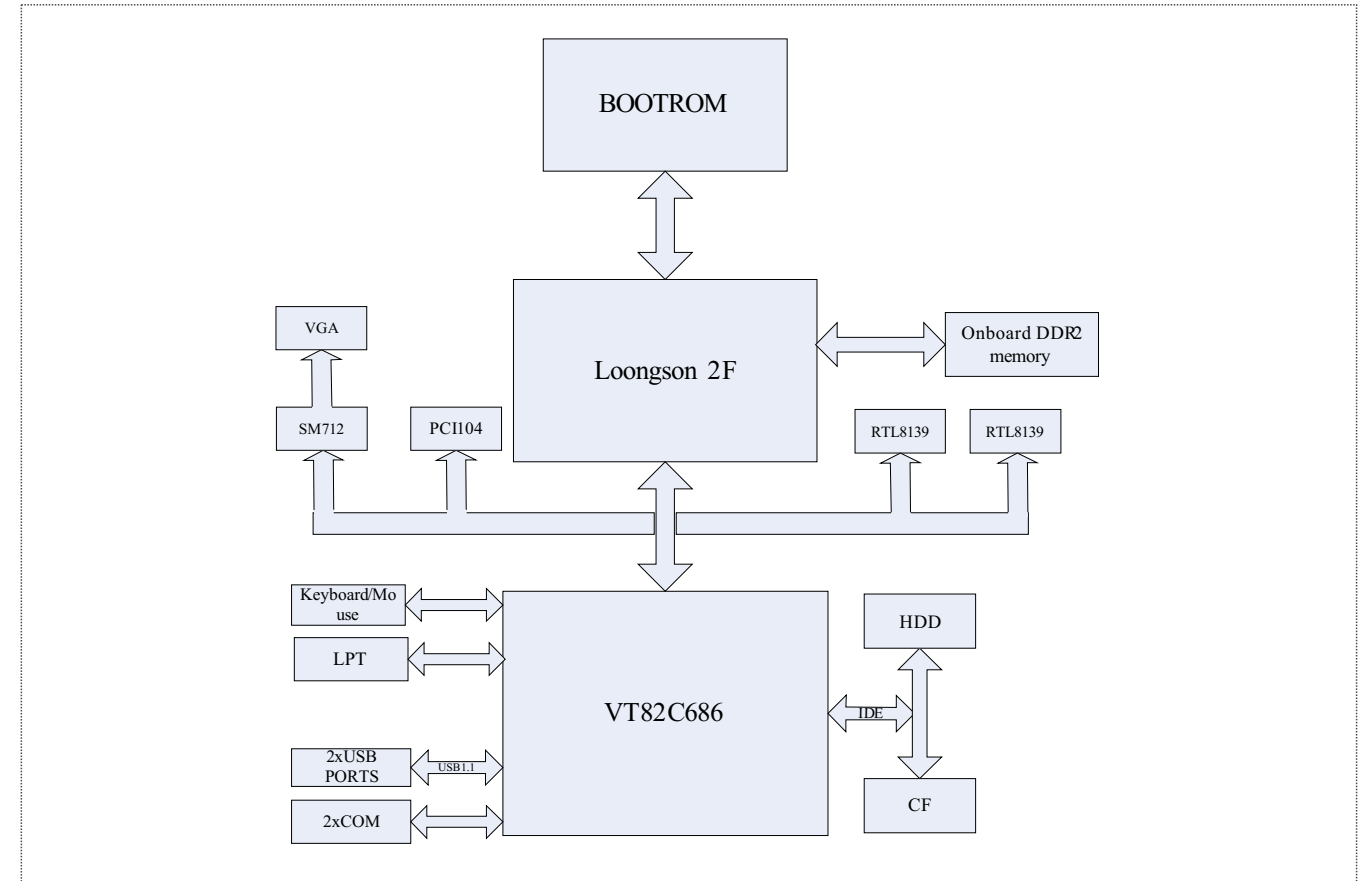 BOOTROM
VGA
Loongson 2F
Onboard DDR2
memory
SM712
PCI104
RTL8139
RTL8139
Keyboard/Mo
use
LPT
VT82C686
HDD
IDE
2xUSB
PORTS
USB1.1
CF
2xCOM